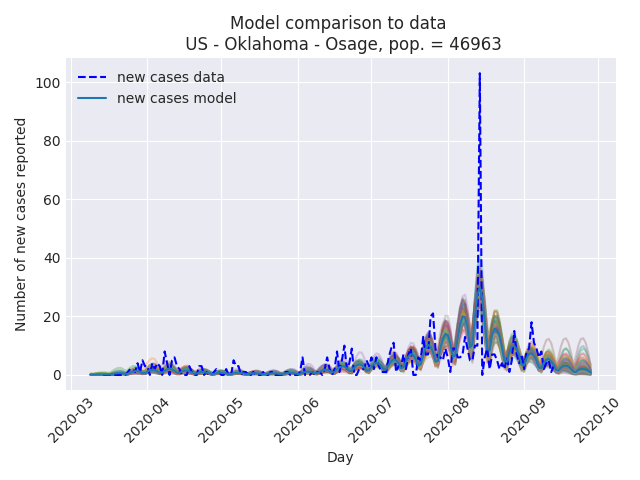 Model comparison to data
US - Oklahoma - Osage, pop. = 46963
new cases data
new cases model
Number of new cases reported
100
80
60
40
20
0
2020-03
2020-04
2020-05
2020-06
2020-07
2020-08
2020-09
2020-10
Day